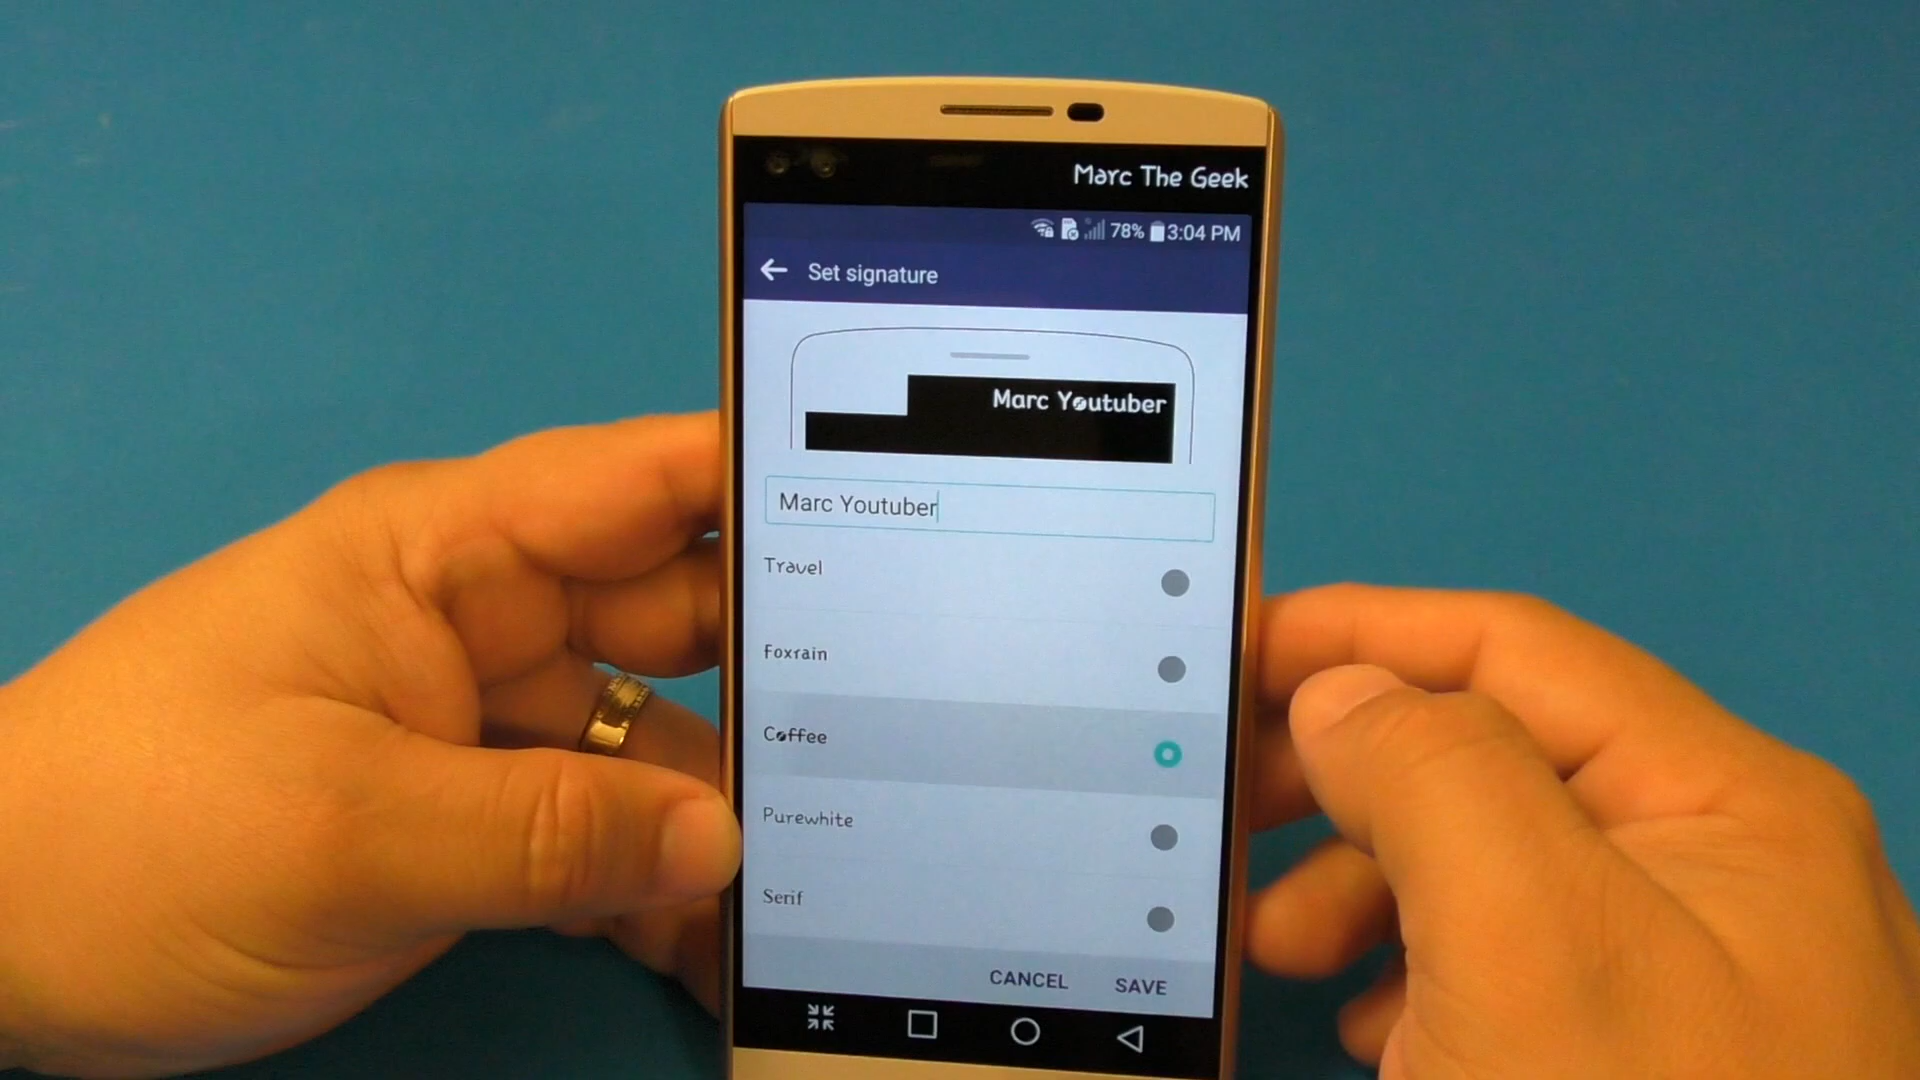 Marc The Geek
78% 3:04 PM
Set signature
Marc Youtuber
Marc Youtuber
Travel
Foxrain
Coffee
Purewhite
Serif
CANCEL SAVE